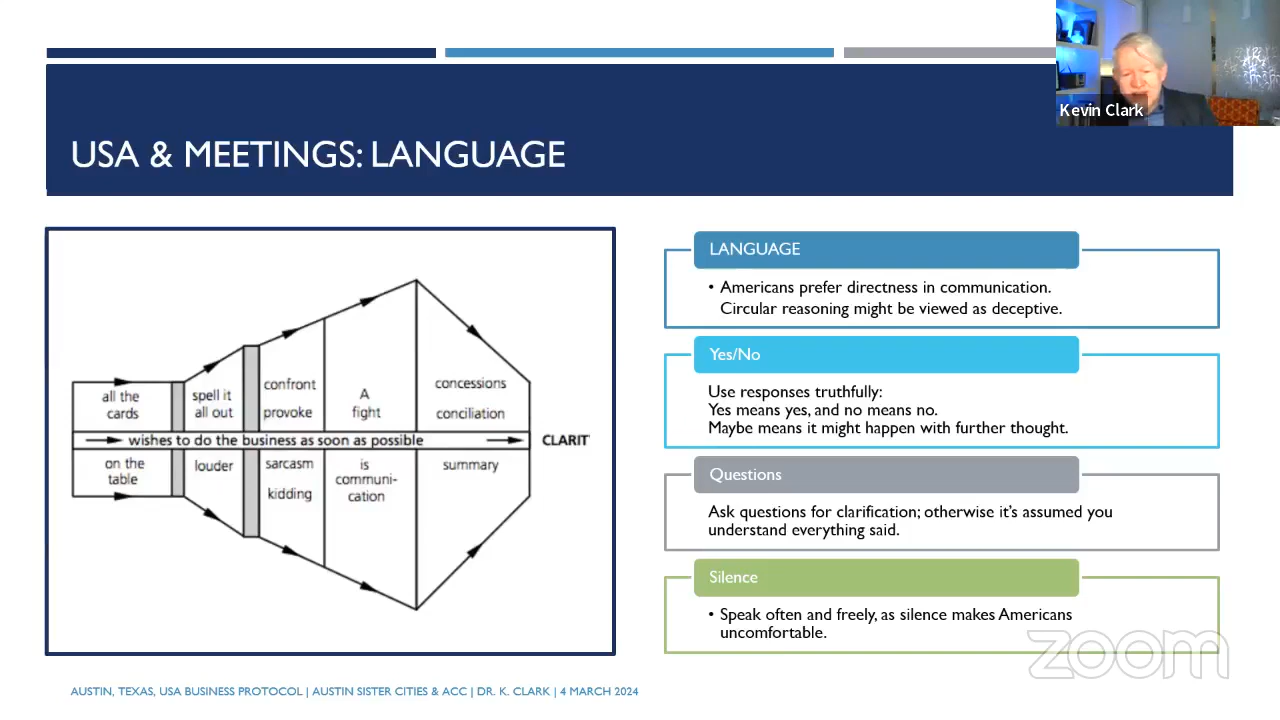 Kevin Clark
USA & MEETINGS: LANGUAGE
all the
cards
spell it
all out
confront
provoke
A
fight
concessions
conciliation
wishes to do the business as soon as possible
CLARIT
on the
table
louder
sarcasm
kidding
is
communi-
cation
summary
LANGUAGE
• Americans prefer directness in communication.
Circular reasoning might be viewed as deceptive.
Yes/No
Use responses truthfully:
Yes means yes, and no means no.
Maybe means it might happen with further thought.
Questions
Ask questions for clarification; otherwise it's assumed you
understand everything said.
Silence
• Speak often and freely, as silence makes Americans
uncomfortable.
zoom
AUSTIN, TEXAS, USA BUSINESS PROTOCOL | AUSTIN SISTER CITIES & ACC | DR. K. CLARK | 4 MARCH 2024